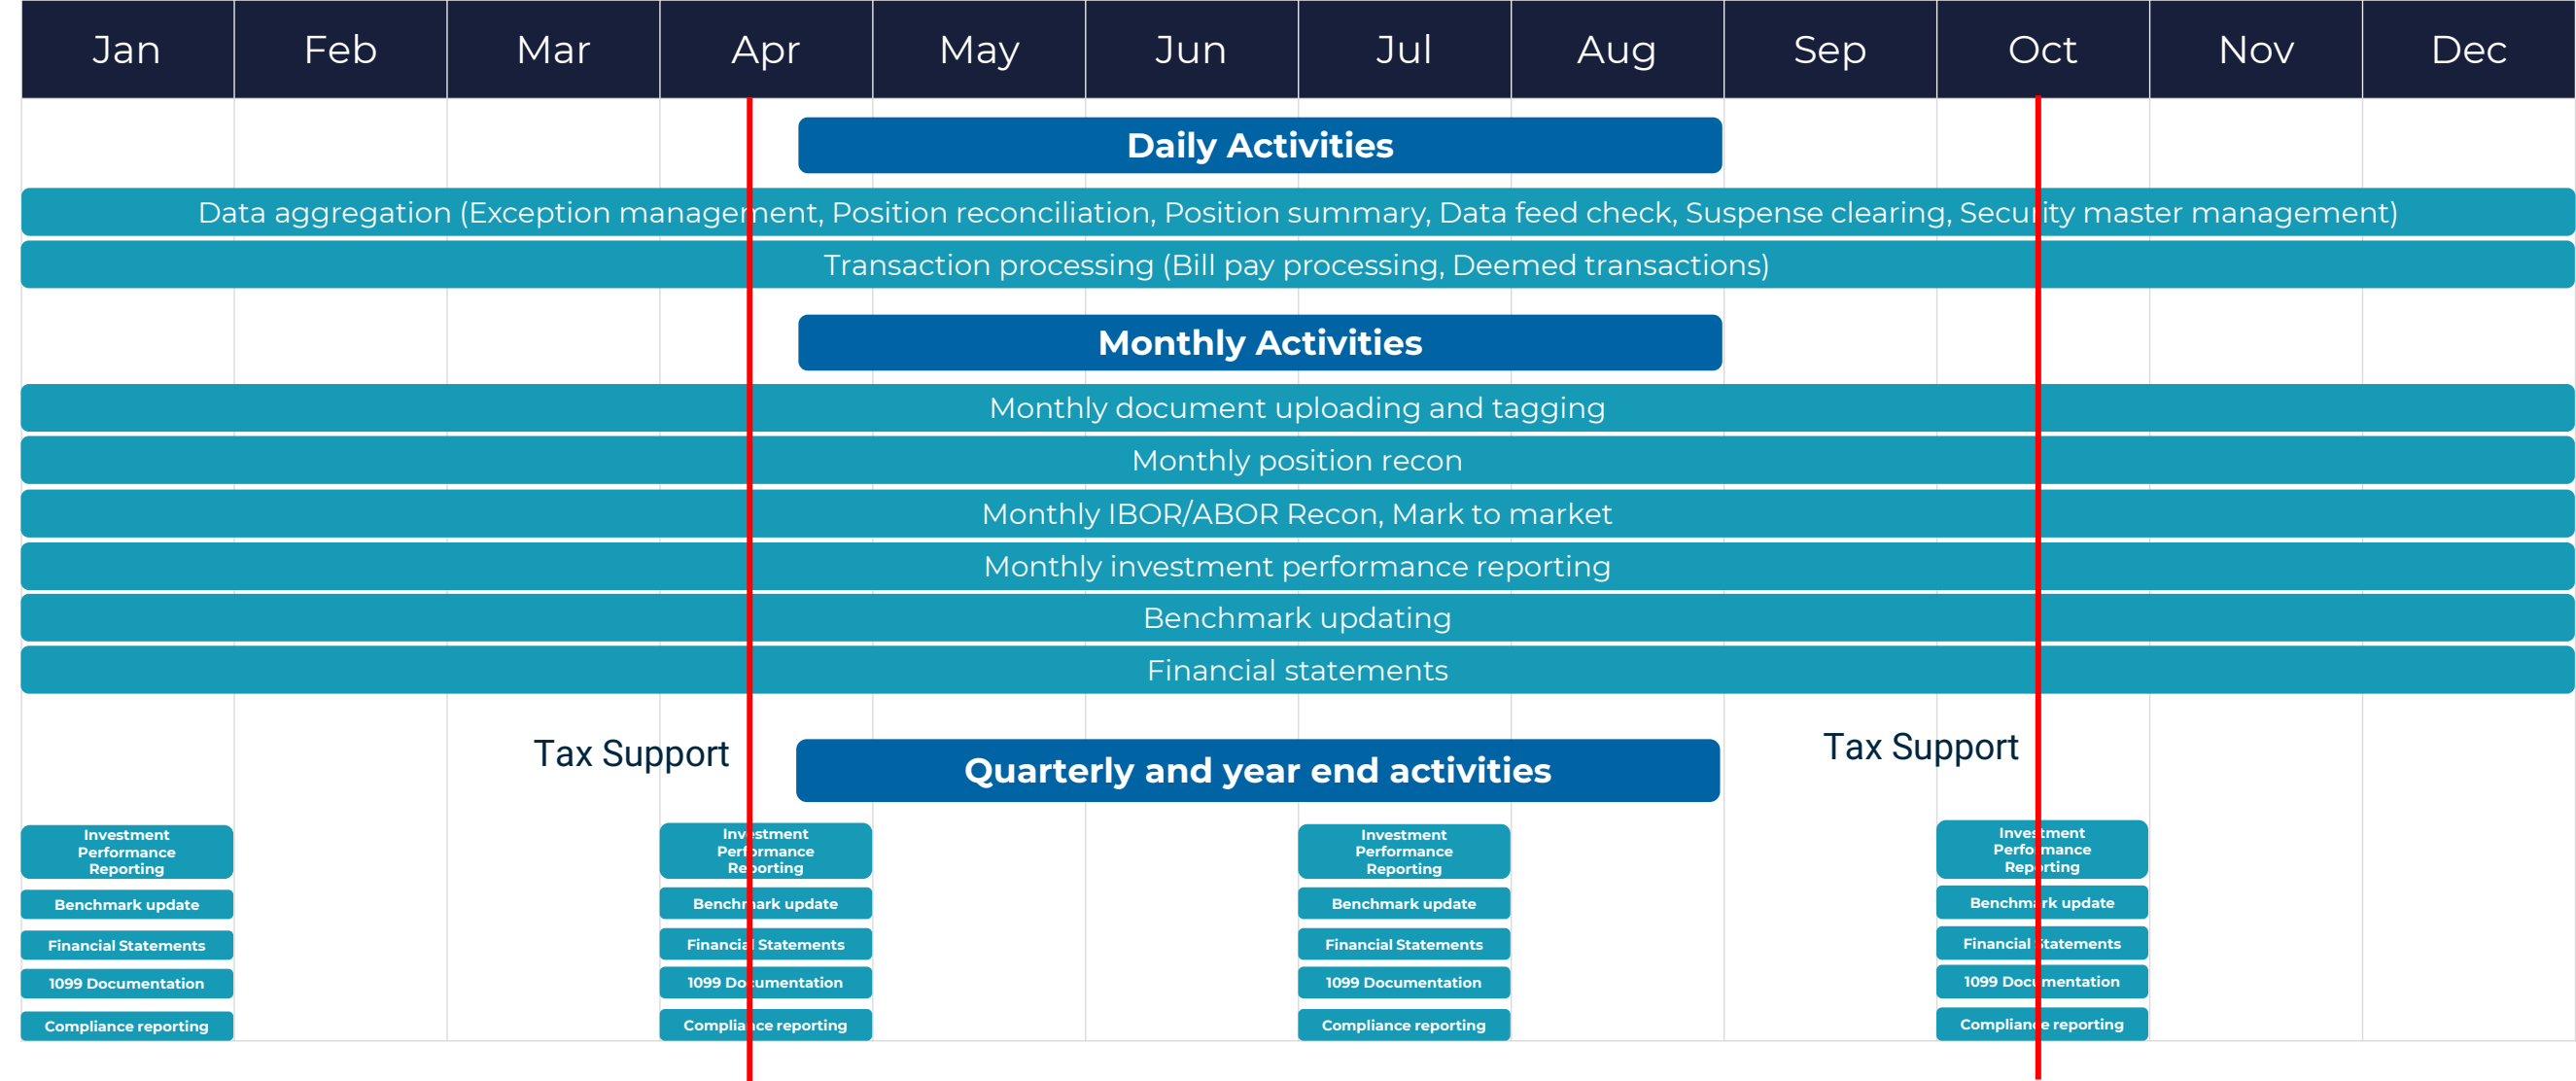 Jan Feb Mar Apr May Jun Jul Aug Sep Oct Nov Dec
Daily Activities
Data aggregation (Exception management, Position reconciliation, Position summary, Data feed check, Suspense clearing, Security master management)
Transaction processing (Bill pay processing, Deemed transactions)
Monthly Activities
Monthly document uploading and tagging
Monthly position recon
Monthly IBOR/ABOR Recon, Mark to market
Monthly investment performance reporting
Benchmark updating
Financial statements
Tax Support
Quarterly and year end activities
Tax Support
Investment
Performance
Reporting
Benchmark update
Financial Statements
1099 Documentation
Compliance reporting
Investment
Performance
Reporting
Benchmark update
Financial Statements
1099 Documentation
Compliance reporting
Investment
Performance
Reporting
Benchmark update
Financial Statements
1099 Documentation
Compliance reporting
Investment
Performance
Reporting
Benchmark update
Financial Statements
1099 Documentation
Compliance reporting